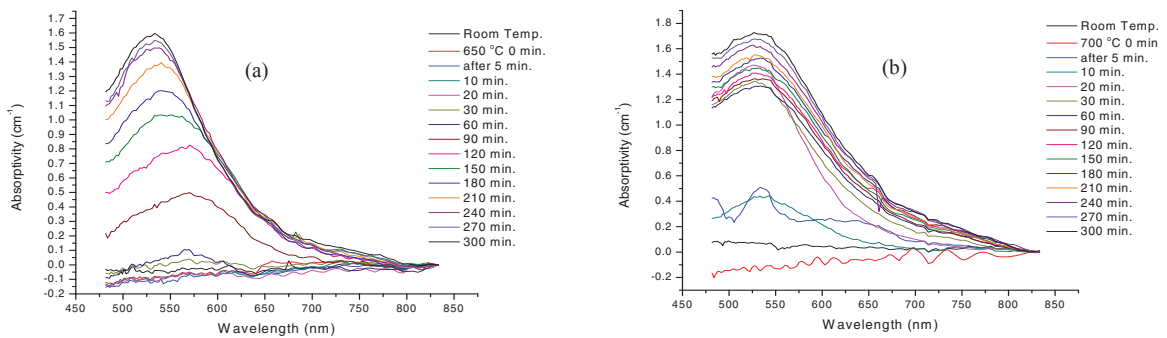 1.6
1.5
1.4
1.3
1.2
1.1
1.0
0.9
0.8
0.7
0.6
0.5
0.4
0.3
0.2
0.1
-0.0
-0.1
-0.2
Absorptivity (cm⁻¹)
(a)
450 500 550 600 650 700 750 800 850
Wavelength (nm)
Room Temp.
650 °C 0 min.
after 5 min.
10 min.
20 min.
30 min.
60 min.
90 min.
120 min.
150 min.
180 min.
210 min.
240 min.
270 min.
300 min.
1.8
1.6
1.4
1.2
1.0
0.8
0.6
0.4
0.2
0.0
-0.2
Absorptivity (cm⁻¹)
(b)
450 500 550 600 650 700 750 800 850
Wavelength (nm)
Room Temp.
700 °C 0 min.
after 5 min.
10 min.
20 min.
30 min.
60 min.
90 min.
120 min.
150 min.
180 min.
210 min.
240 min.
270 min.
300 min.